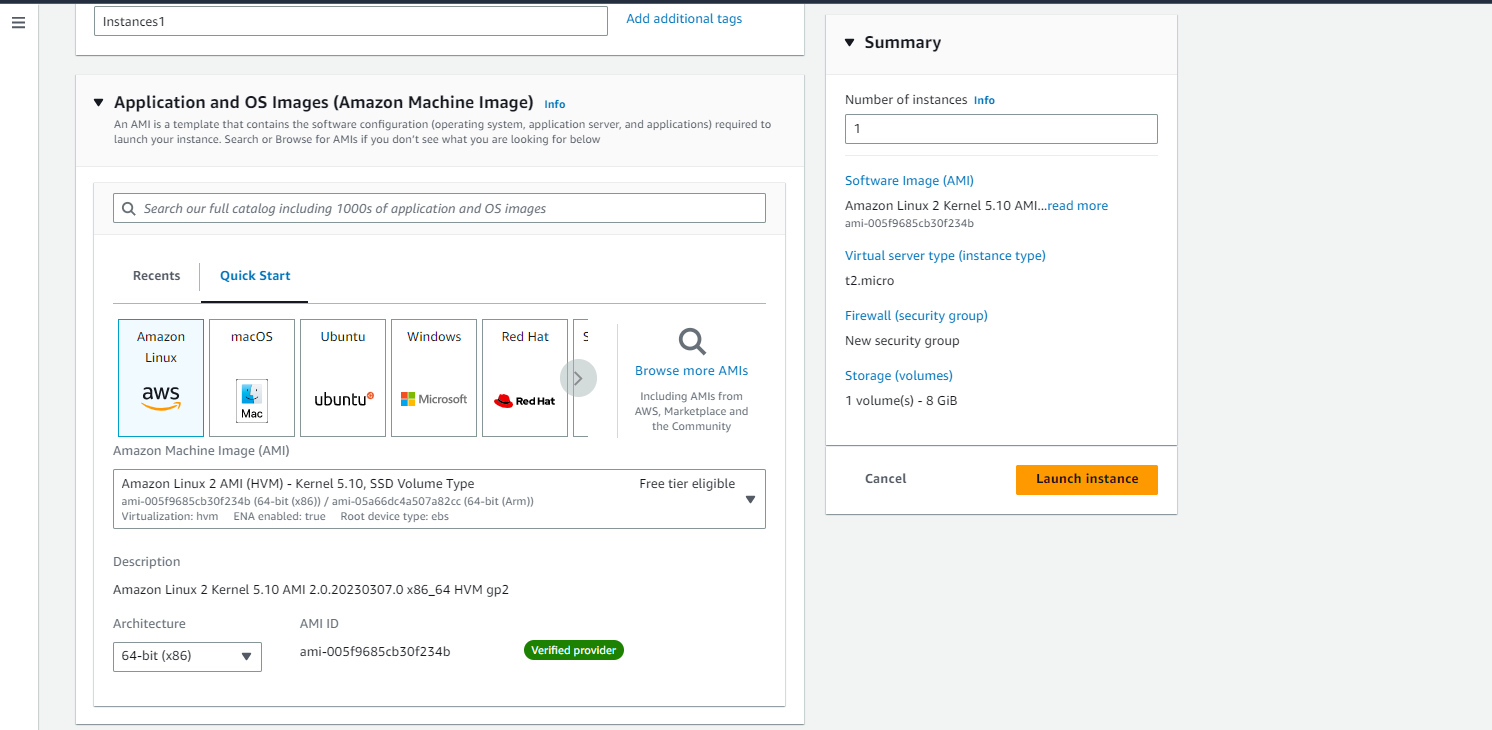 Instances1
Add additional tags
Application and OS Images (Amazon Machine Image) Info
An AMI is a template that contains the software configuration (operating system, application server, and applications) required to
launch your instance. Search or Browse for AMIs if you don't see what you are looking for below
Search our full catalog including 1000s of application and OS images
Recents
Quick Start
Amazon
Linux
aws
macOS
Mac
Ubuntu
ubuntu
Windows
Microsoft
Red Hat
Red Hat
S
Browse more AMIs
Including AMIs from
AWS, Marketplace and
the Community
Amazon Machine Image (AMI)
Amazon Linux 2 AMI (HVM) - Kernel 5.10, SSD Volume Type
Free tier eligible
ami-005f9685cb30f234b (64-bit (x86)) / ami-05a66dc4a507a82cc (64-bit (Arm))
Virtualization: hvm ENA enabled: true Root device type: ebs
Description
Amazon Linux 2 Kernel 5.10 AMI 2.0.20230307.0 x86_64 HVM gp2
Architecture
64-bit (x86)
AMI ID
ami-005f9685cb30f234b
Verified provider
Summary
Number of instances Info
1
Software Image (AMI)
Amazon Linux 2 Kernel 5.10 AMI...read more
ami-005f9685cb30f234b
Virtual server type (instance type)
t2.micro
Firewall (security group)
New security group
Storage (volumes)
1 volume(s) - 8 GiB
Cancel
Launch instance